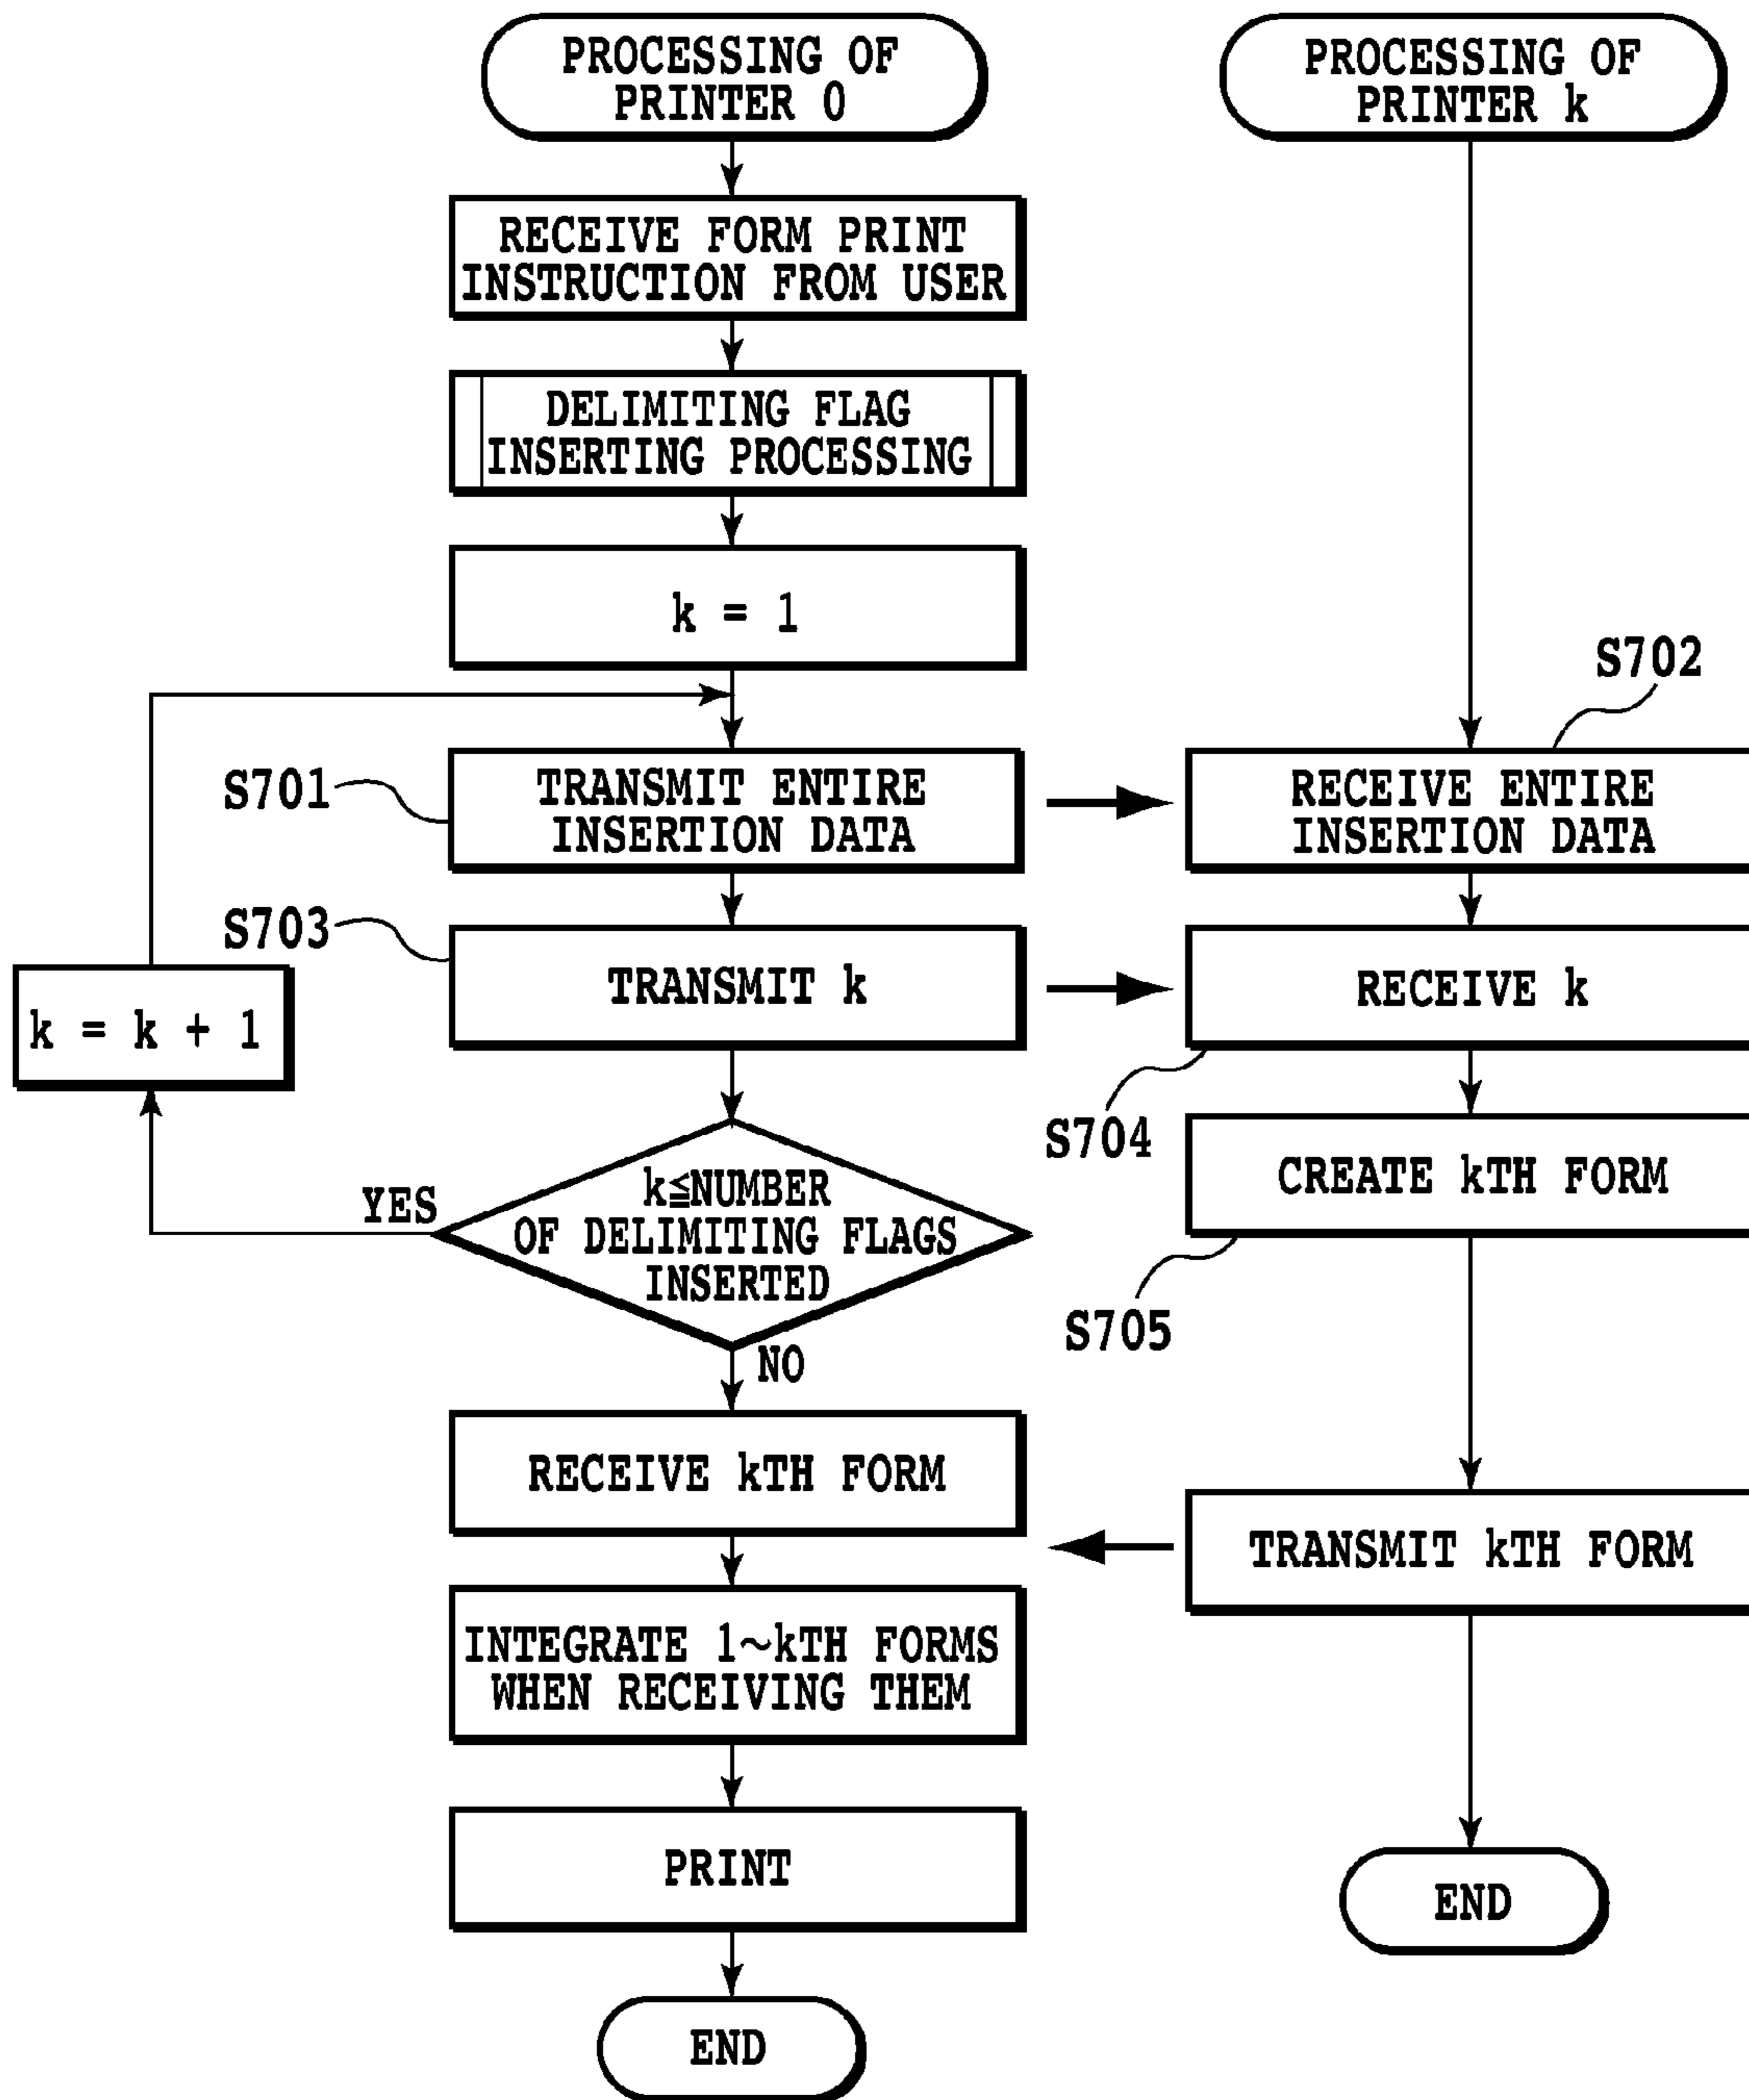 PROCESSING OF
PRINTER 0
RECEIVE FORM PRINT
INSTRUCTION FROM USER
DELIMITING FLAG
INSERTING PROCESSING
k = 1
S701
TRANSMIT ENTIRE
INSERTION DATA
S703
TRANSMIT k
k = k + 1
YES
k≦NUMBER
OF DELIMITING FLAGS
INSERTED
NO
RECEIVE kTH FORM
INTEGRATE 1~kTH FORMS
WHEN RECEIVING THEM
PRINT
END
PROCESSING OF
PRINTER k
S702
RECEIVE ENTIRE
INSERTION DATA
RECEIVE k
S704
CREATE kTH FORM
S705
TRANSMIT kTH FORM
END